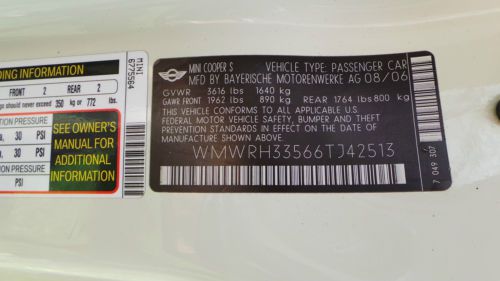 DING INFORMATION
FRONT 2 REAR 2
go should never exceed 350 kg or 772 lbs.
N PRESSURE
a, 30 PSI
a, 30 PSI
PSI
SEE OWNER'S
MANUAL FOR
ADDITIONAL
INFORMATION
MINI
6775564
MINI COOPER S VEHICLE TYPE: PASSENGER CAR
MFD BY BAYERISCHE MOTORENWERKE AG 08/06
GVWR 3616 lbs 1640 kg
GAWR FRONT 1962 lbs 890 kg REAR 1764 lbs 800 kg
THIS VEHICLE CONFORMS TO ALL APPLICABLE
FEDERAL MOTOR VEHICLE SAFETY, BUMPER AND THEFT
PREVENTION STANDARDS IN EFFECT ON THE DATE OF
MANUFACTURE SHOWN ABOVE.
WMWRH33566TJ42513
7 049 307